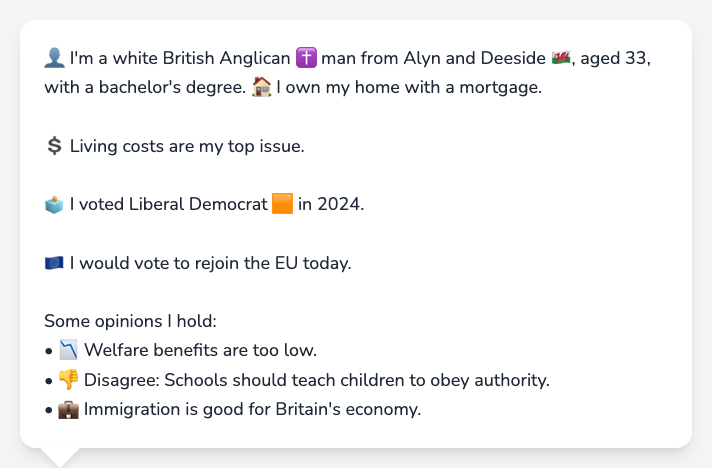 👤 I'm a white British Anglican ✝️ man from Alyn and Deeside 🏴󠁧󠁢󠁷󠁬󠁳󠁿, aged 33,
with a bachelor's degree. 🏠 I own my home with a mortgage.
💲 Living costs are my top issue.
🗳️ I voted Liberal Democrat 🟧 in 2024.
🇪🇺 I would vote to rejoin the EU today.
Some opinions I hold:
• 📉 Welfare benefits are too low.
• 👎 Disagree: Schools should teach children to obey authority.
• 💼 Immigration is good for Britain's economy.